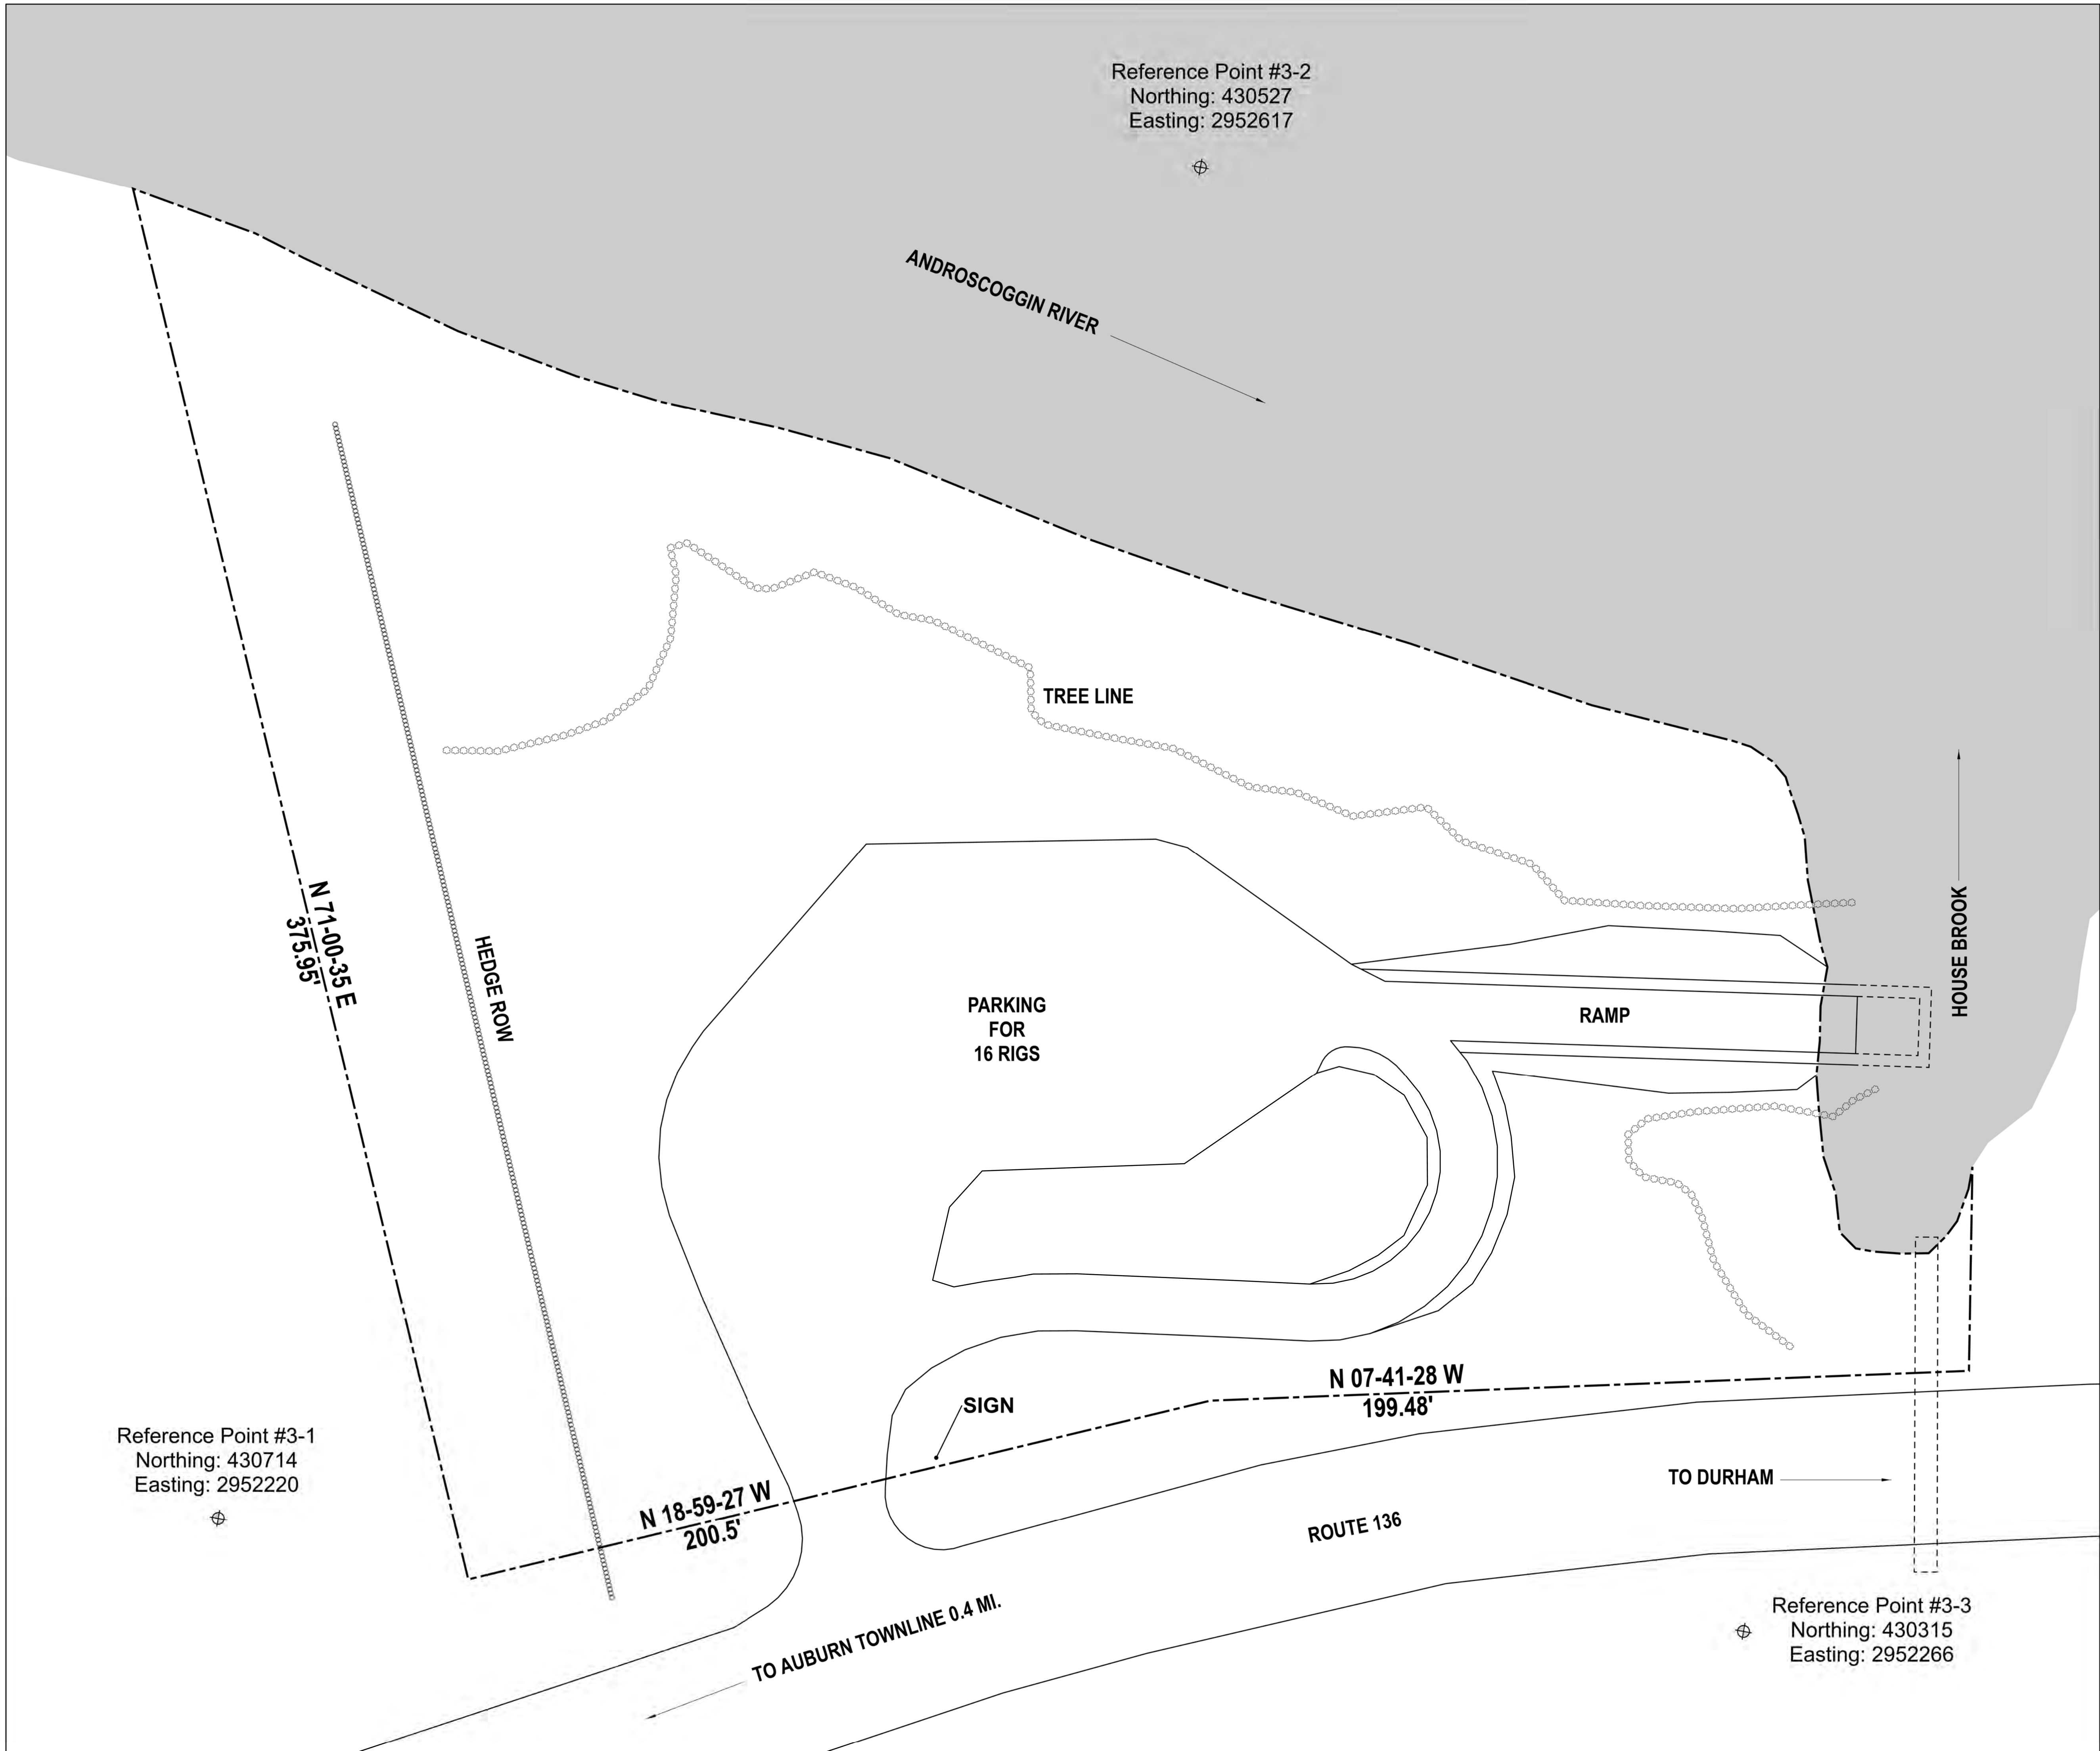 Reference Point #3-2
Northing: 430527
Easting: 2952617
ANDROSCOGGIN RIVER
TREE LINE
N 71-00-35 E
375.95'
HEDGE ROW
PARKING
FOR
16 RIGS
RAMP
HOUSE BROOK
N 07-41-28 W
199.48'
SIGN
Reference Point #3-1
Northing: 430714
Easting: 2952220
N 18-59-27 W
200.5'
TO DURHAM
ROUTE 136
TO AUBURN TOWNLINE 0.4 MI.
Reference Point #3-3
Northing: 430315
Easting: 2952266